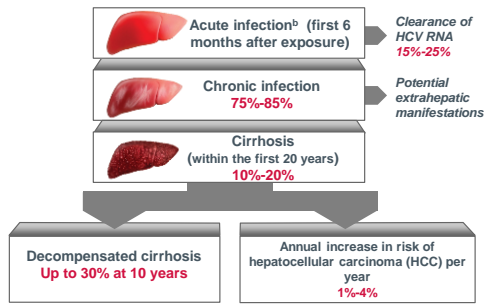 Acute infectionᵇ (first 6
months after exposure)
Clearance of
HCV RNA
15%-25%
Chronic infection
75%-85%
Potential
extrahepatic
manifestations
Cirrhosis
(within the first 20 years)
10%-20%
Decompensated cirrhosis
Up to 30% at 10 years
Annual increase in risk of
hepatocellular carcinoma (HCC) per
year
1%-4%